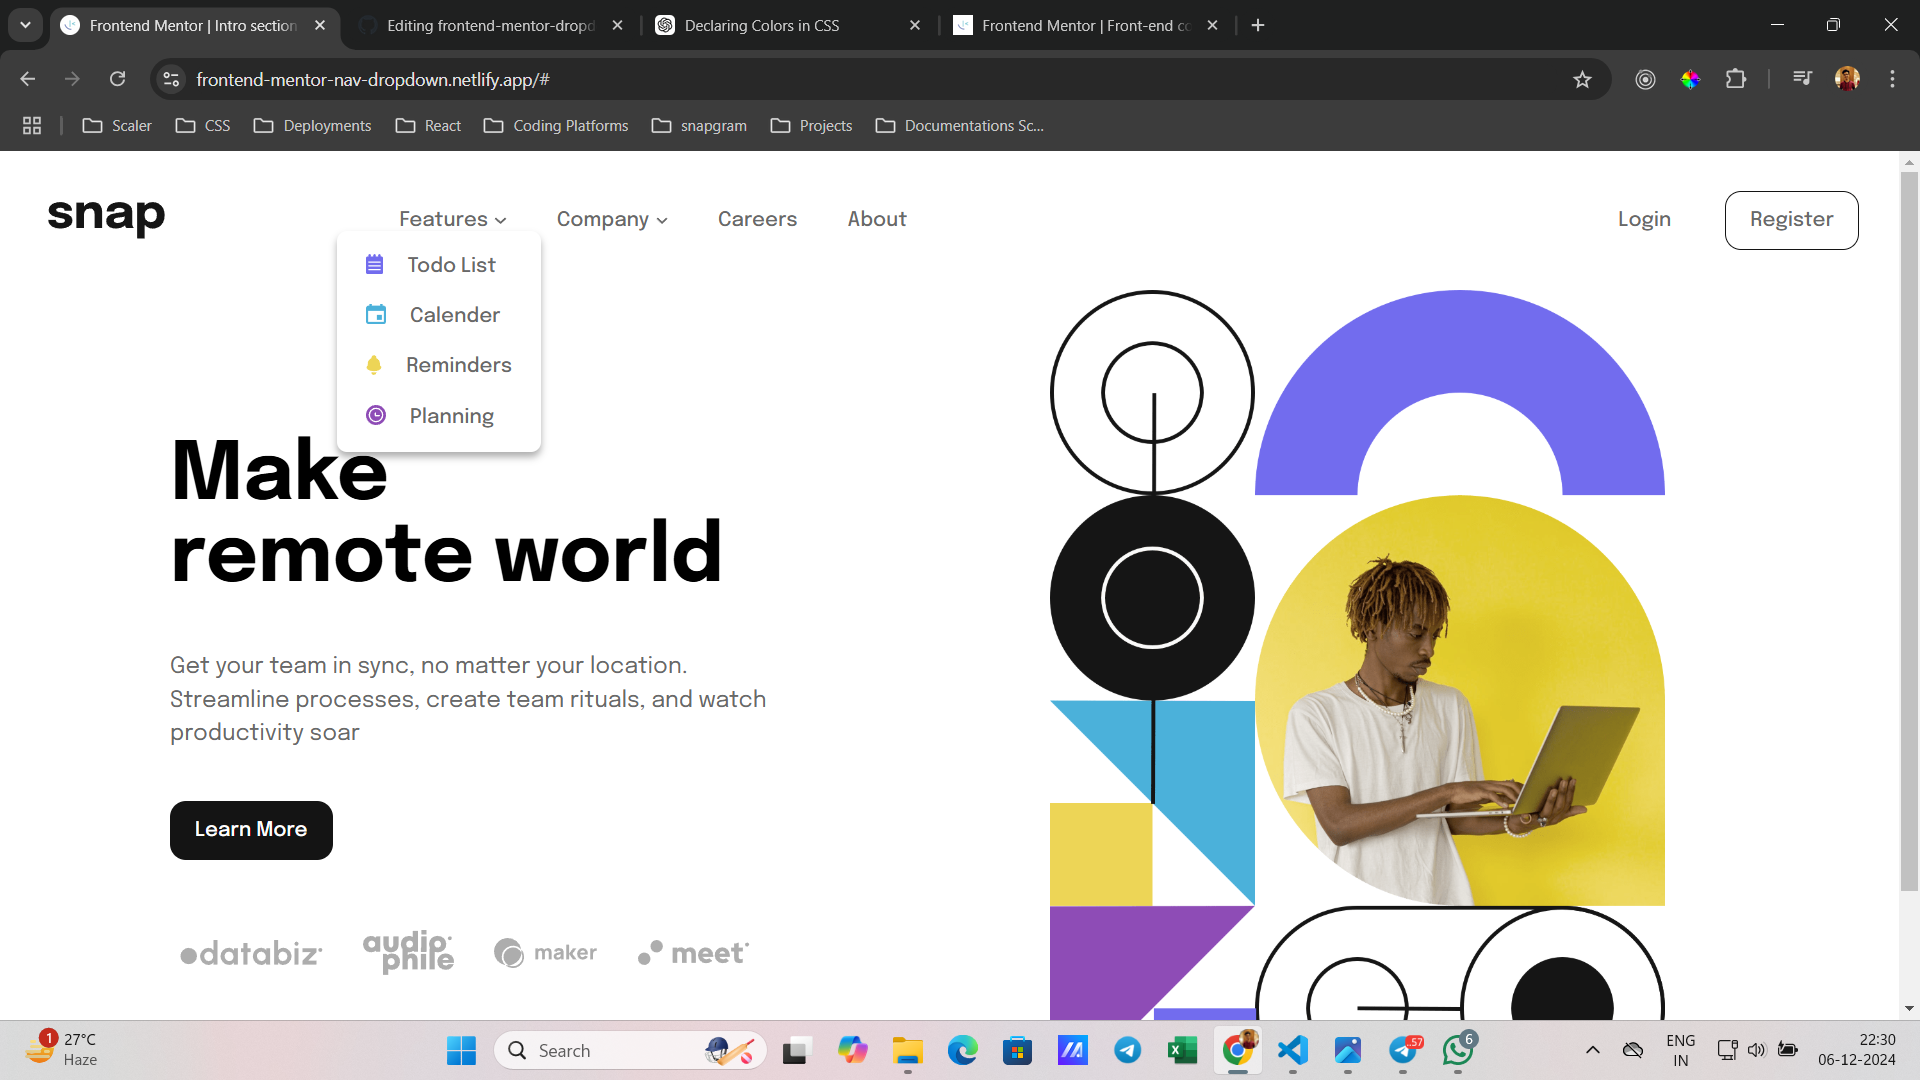 Frontend Mentor | Intro section
Editing frontend-mentor-dropd
Declaring Colors in CSS
Frontend Mentor | Front-end co
frontend-mentor-nav-dropdown.netlify.app/#
Scaler
CSS
Deployments
React
Coding Platforms
snapgram
Projects
Documentations Sc...
snap
Features
Company
Careers
About
Login
Register
Todo List
Calender
Reminders
Planning
Make
remote world
Get your team in sync, no matter your location.
Streamline processes, create team rituals, and watch
productivity soar
Learn More
databiz
audio
phile
maker
meet
1
27°C
Haze
Search
57
6
ENG
IN
22:30
06-12-2024